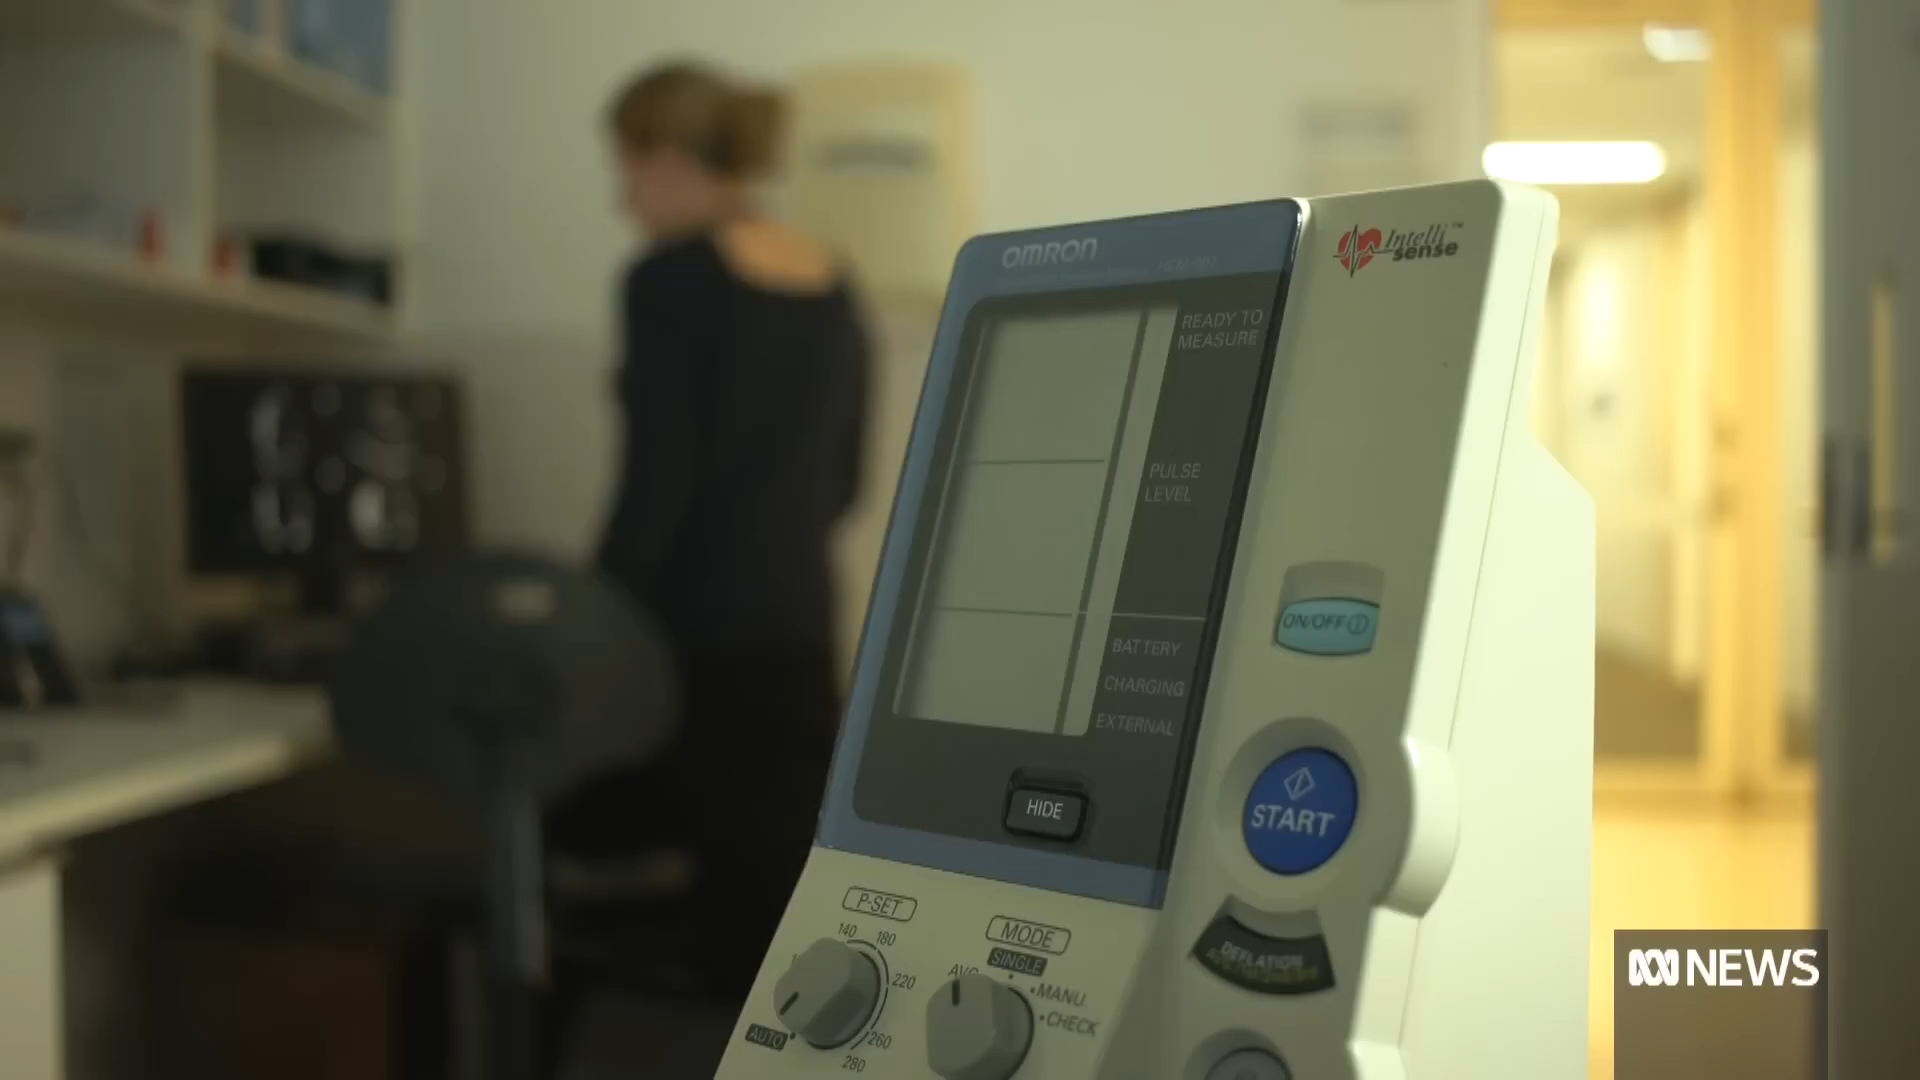 OMRON
Intelli™
sense
READY TO
MEASURE
PULSE
LEVEL
BATTERY
CHARGING
EXTERNAL
ON/OFF
HIDE
START
P-SET
140 180
220
260
280
AUTO
MODE
SINGLE
AVG
•MANU.
•CHECK
DEFLATION
NEWS